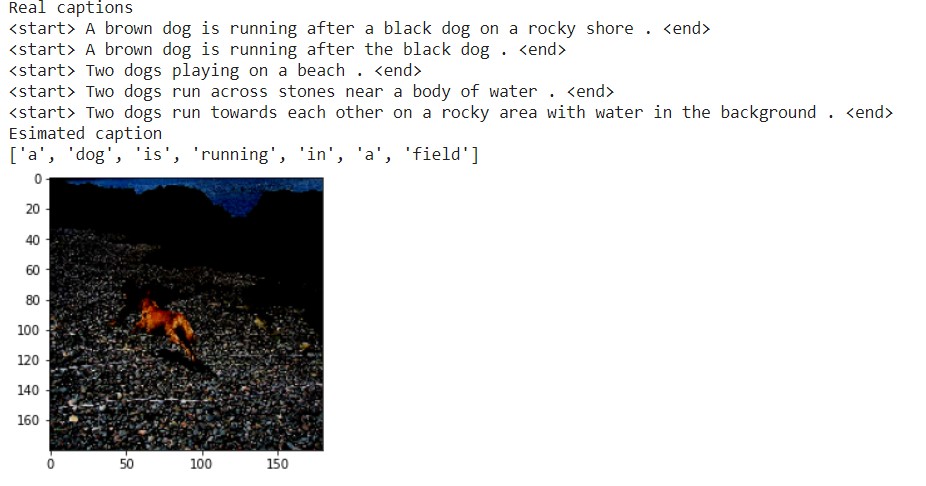 Real captions
<start> A brown dog is running after a black dog on a rocky shore . <end>
<start> A brown dog is running after the black dog . <end>
<start> Two dogs playing on a beach . <end>
<start> Two dogs run across stones near a body of water . <end>
<start> Two dogs run towards each other on a rocky area with water in the background . <end>
Esimated caption
['a', 'dog', 'is', 'running', 'in', 'a', 'field']
0
20
40
60
80
100
120
140
160
0 50 100 150